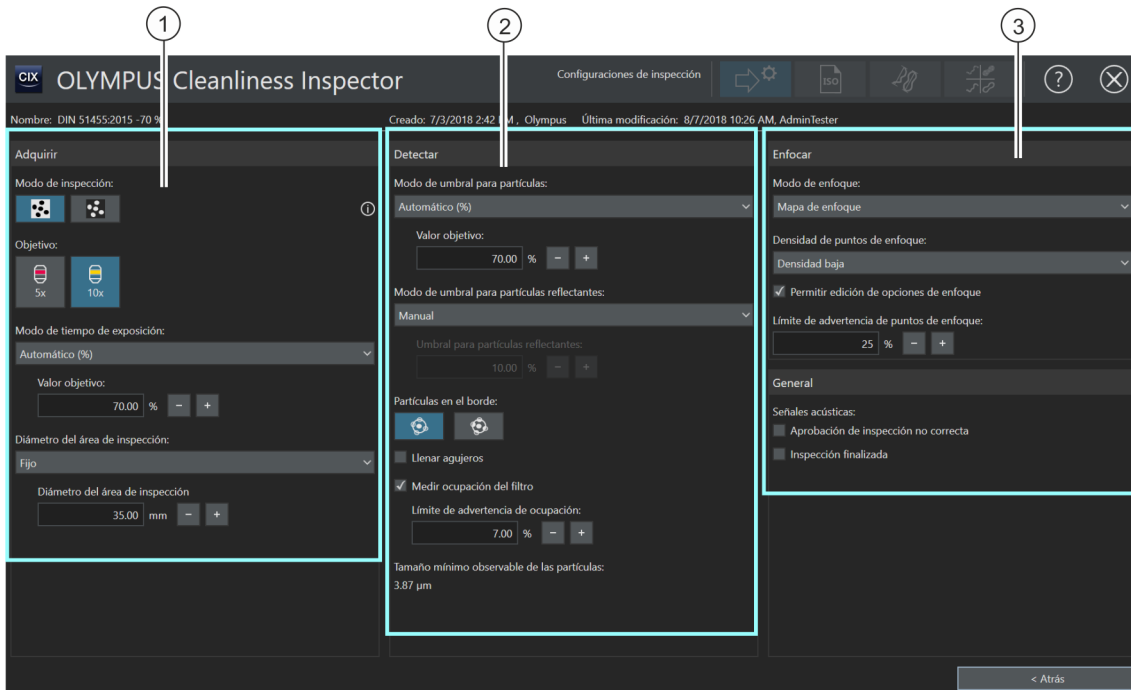 1
2
3
CIX
OLYMPUS Cleanliness Inspector
Configuraciones de inspección
ISO
?
Nombre: DIN 51455:2015 -70 %
Creado: 7/3/2018 2:42 PM , Olympus
Última modificación: 8/7/2018 10:26 AM, AdminTester
Adquirir
Modo de inspección:
Objetivo:
5x
10x
Modo de tiempo de exposición:
Automático (%)
Valor objetivo:
70.00 % - +
Diámetro del área de inspección:
Fijo
Diámetro del área de inspección
35.00 mm - +
Detectar
Modo de umbral para partículas:
Automático (%)
Valor objetivo:
70.00 % - +
Modo de umbral para partículas reflectantes:
Manual
Umbral para partículas reflectantes:
10.00 % - +
Partículas en el borde:
Llenar agujeros
Medir ocupación del filtro
Límite de advertencia de ocupación:
7.00 % - +
Tamaño mínimo observable de las partículas:
3.87 µm
Enfocar
Modo de enfoque:
Mapa de enfoque
Densidad de puntos de enfoque:
Densidad baja
Permitir edición de opciones de enfoque
Límite de advertencia de puntos de enfoque:
25 % - +
General
Señales acústicas:
Aprobación de inspección no correcta
Inspección finalizada
< Atrás